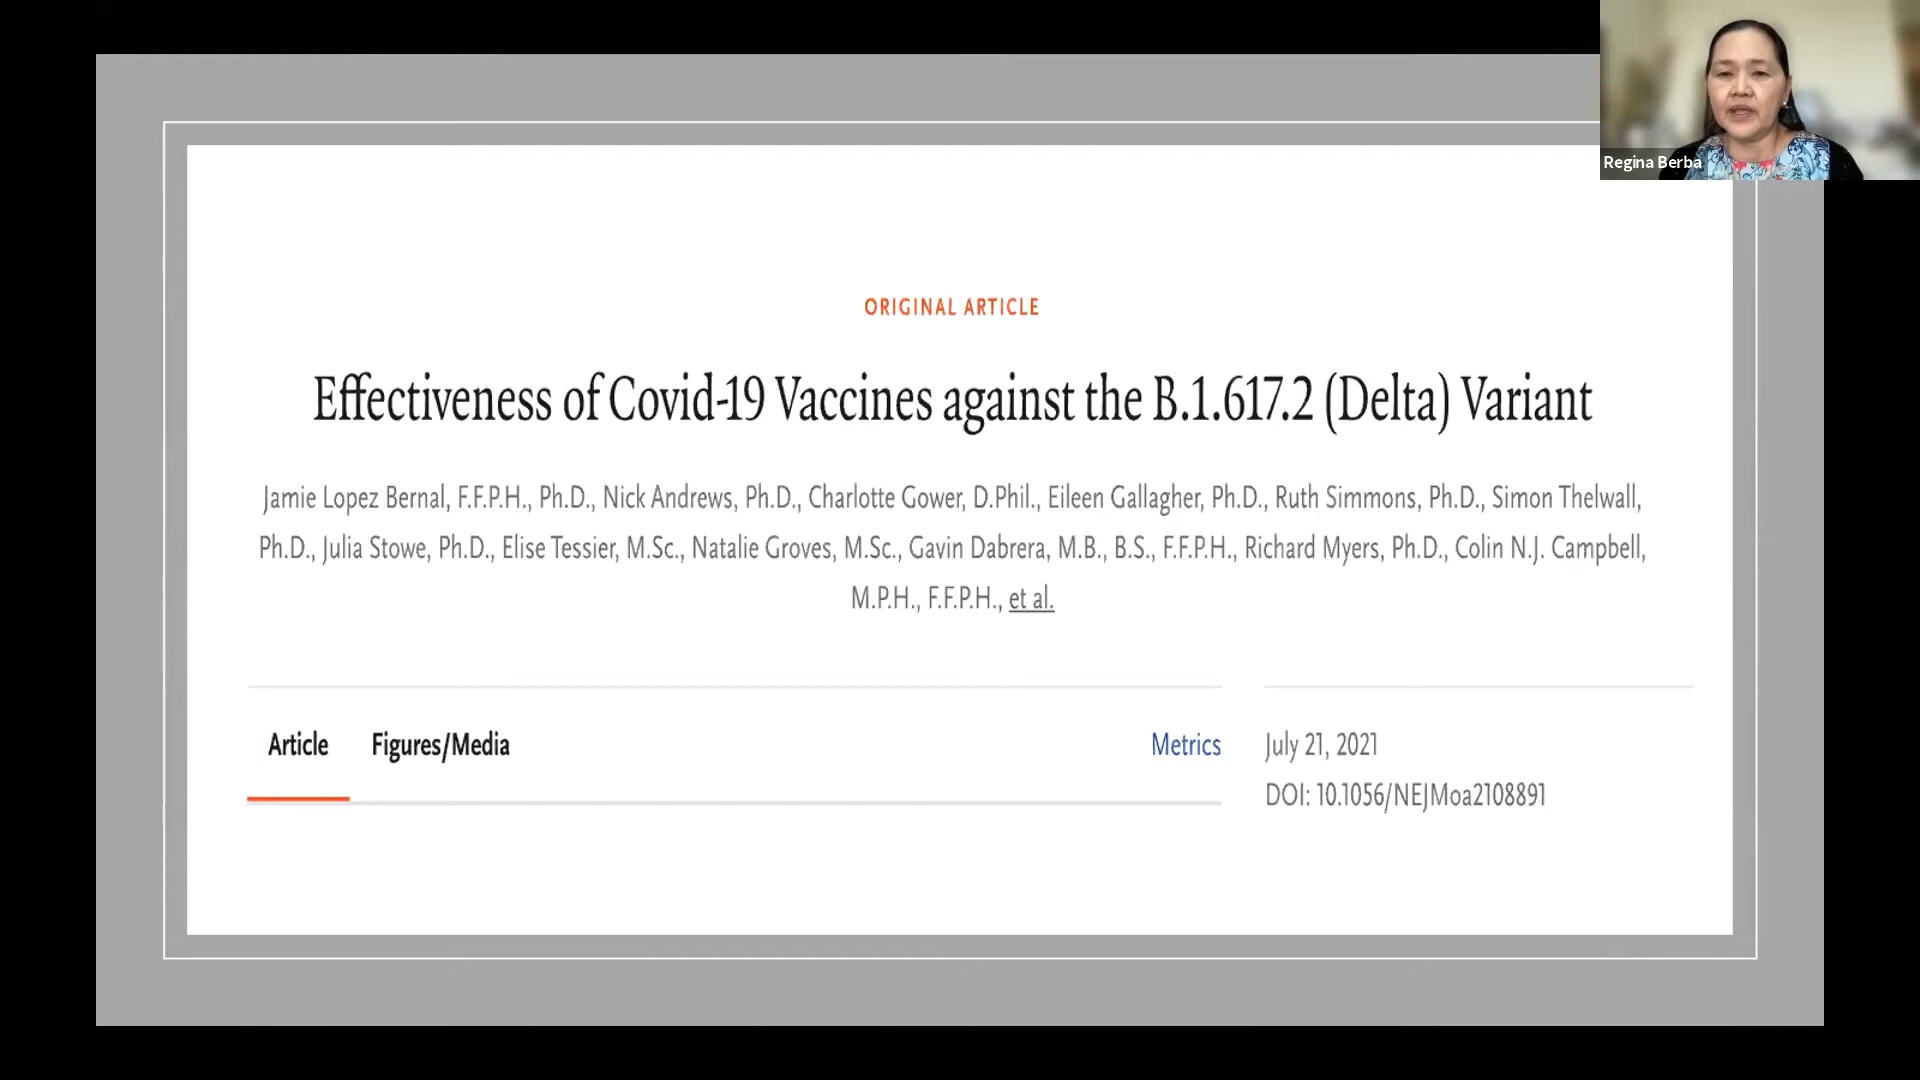 Regina Berba
ORIGINAL ARTICLE
Effectiveness of Covid-19 Vaccines against the B.1.617.2 (Delta) Variant
Jamie Lopez Bernal, F.F.P.H., Ph.D., Nick Andrews, Ph.D., Charlotte Gower, D.Phil., Eileen Gallagher, Ph.D., Ruth Simmons, Ph.D., Simon Thelwall,
Ph.D., Julia Stowe, Ph.D., Elise Tessier, M.Sc., Natalie Groves, M.Sc., Gavin Dabrera, M.B., B.S., F.F.P.H., Richard Myers, Ph.D., Colin N.J. Campbell,
M.P.H., F.F.P.H., et al.
Article Figures/Media Metrics
July 21, 2021
DOI: 10.1056/NEJMoa2108891